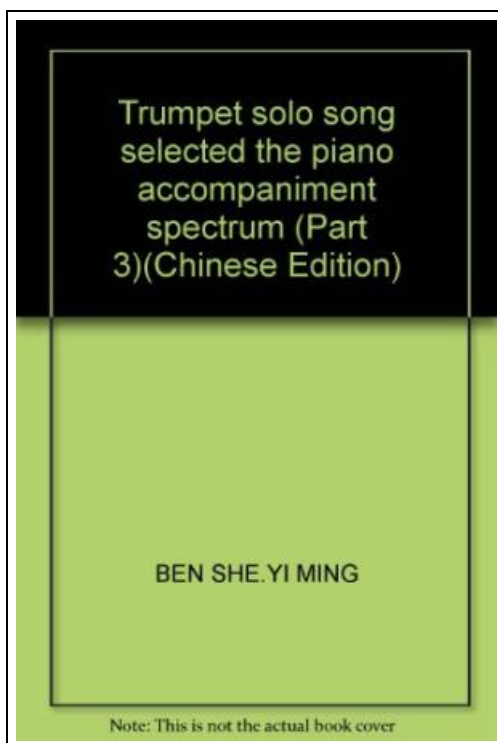 Trumpet solo song
selected the piano
accompaniment
spectrum (Part
3)(Chinese Edition)
BEN SHE.YI MING
Note: This is not the actual book cover